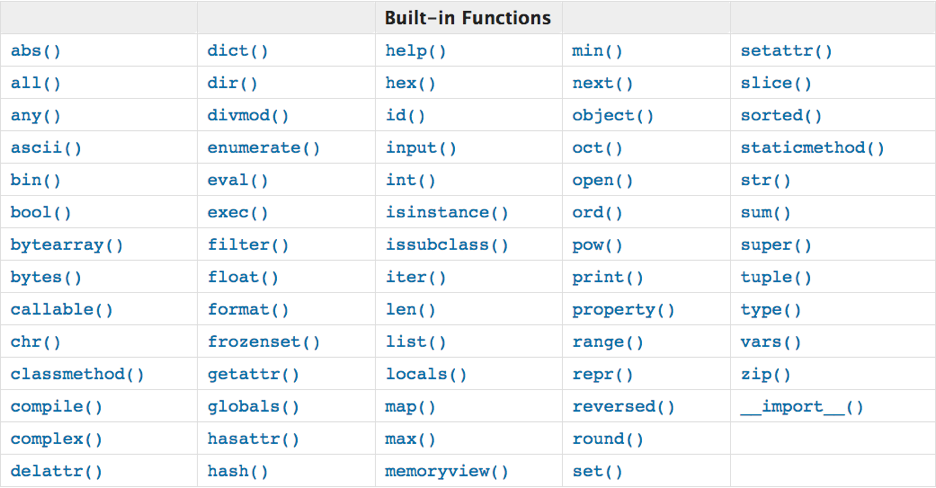 Built-in Functions
abs() dict() help() min() setattr()
all() dir() hex() next() slice()
any() divmod() id() object() sorted()
ascii() enumerate() input() oct() staticmethod()
bin() eval() int() open() str()
bool() exec() isinstance() ord() sum()
bytearray() filter() issubclass() pow() super()
bytes() float() iter() print() tuple()
callable() format() len() property() type()
chr() frozenset() list() range() vars()
classmethod() getattr() locals() repr() zip()
compile() globals() map() reversed() __import__()
complex() hasattr() max() round()
delattr() hash() memoryview() set()